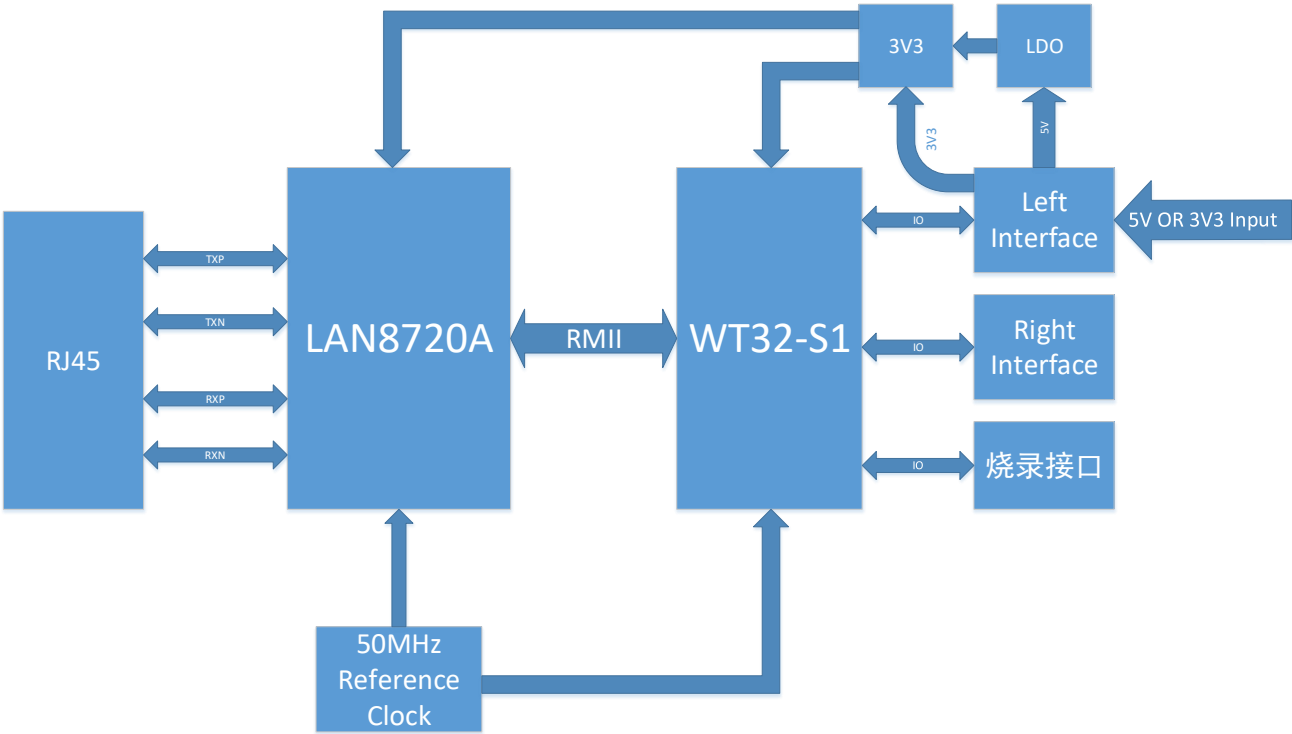 3V3
LDO
3V3
5V
Left
Interface
5V OR 3V3 Input
IO
TXP
TXN
RJ45
RXP
RXN
LAN8720A
RMII
WT32-S1
IO
Right
Interface
IO
烧录接口
50MHz
Reference
Clock